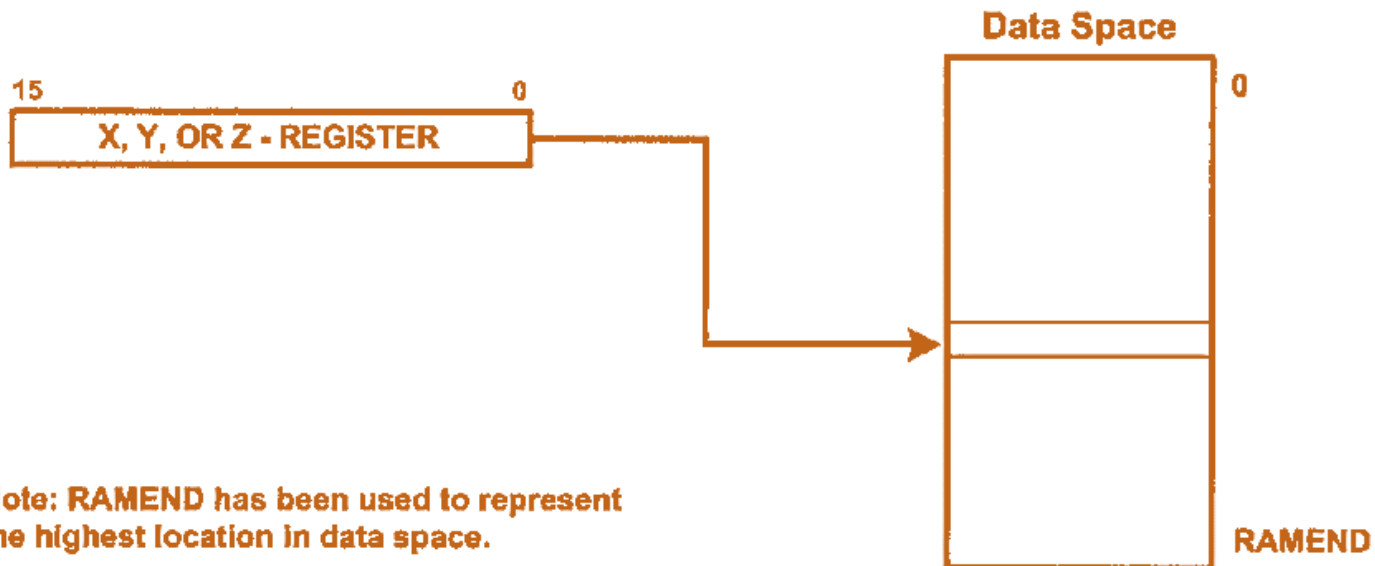 Data Space
15 0
0
X, Y, OR Z - REGISTER
ote: RAMEND has been used to represent
he highest location in data space.
RAMEND